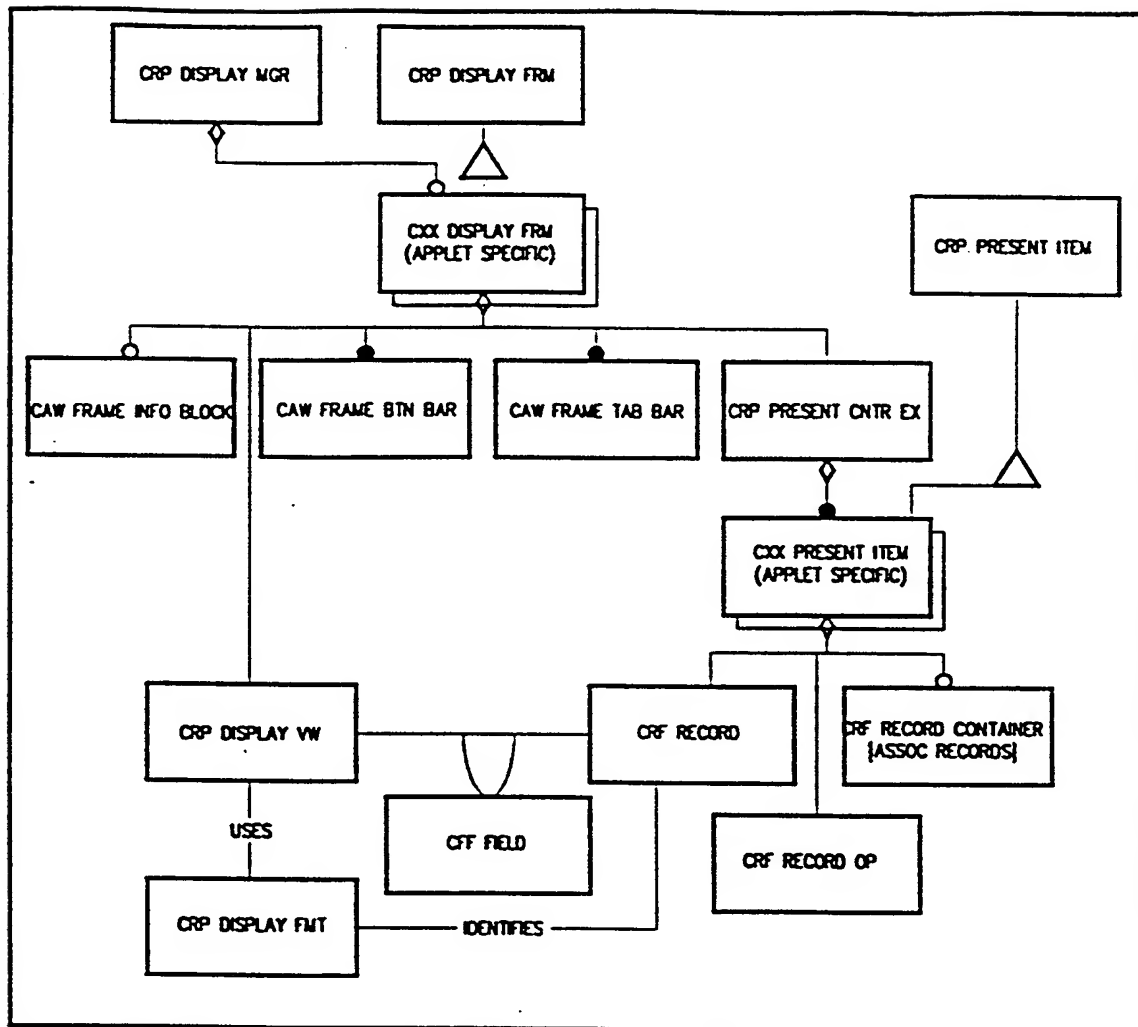 CRP DISPLAY MGR
CRP DISPLAY FRM
CXX DISPLAY FRM
(APPLET SPECIFIC)
CRP PRESENT ITEM
CAW FRAME INFO BLOCK
CAW FRAME BTN BAR
CAW FRAME TAB BAR
CRP PRESENT CNTR EX
CXX PRESENT ITEM
(APPLET SPECIFIC)
CRP DISPLAY VW
CRF RECORD
CRF RECORD CONTAINER
{ASSOC RECORDS}
USES
CFF FIELD
CRF RECORD OP
CRP DISPLAY FMT
IDENTIFIES